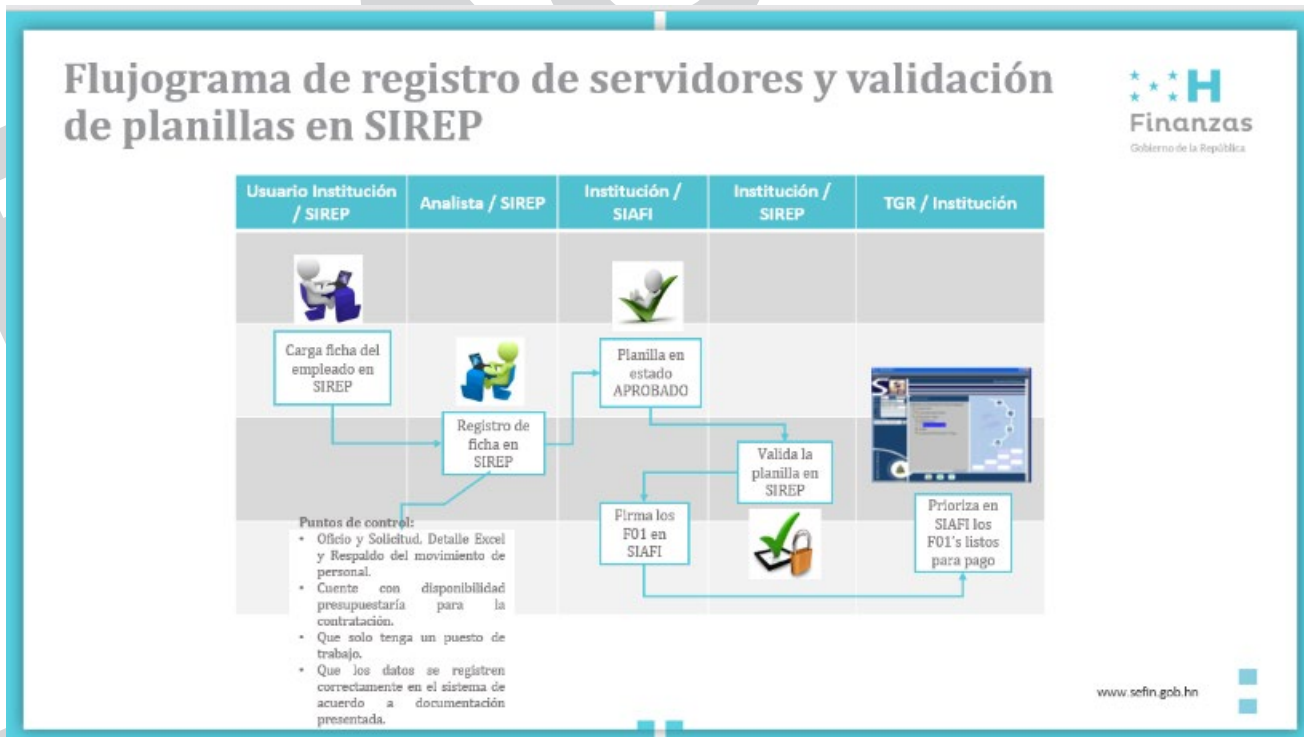 Flujograma de registro de servidores y validación
de planillas en SIREP
H
Finanzas
Gobierno de la República
Usuario Institución
/ SIREP
Analista / SIREP
Institución /
SIAFI
Institución /
SIREP
TGR / Institución
Carga ficha del
empleado en
SIREP
Registro de
ficha en
SIREP
Planilla en
estado
APROBADO
Valida la
planilla en
SIREP
Firma los
F01 en
SIAFI
Prioriza en
SIAFI los
F01's listos
para pago
Puntos de control:
• Oficio y Solicitud. Detalle Excel
y Respaldo del movimiento de
personal.
• Cuente con disponibilidad
presupuestaría para la
contratación.
• Que solo tenga un puesto de
trabajo.
• Que los datos se registren
correctamente en el sistema de
acuerdo a documentación
presentada.
www.sefin.gob.hn